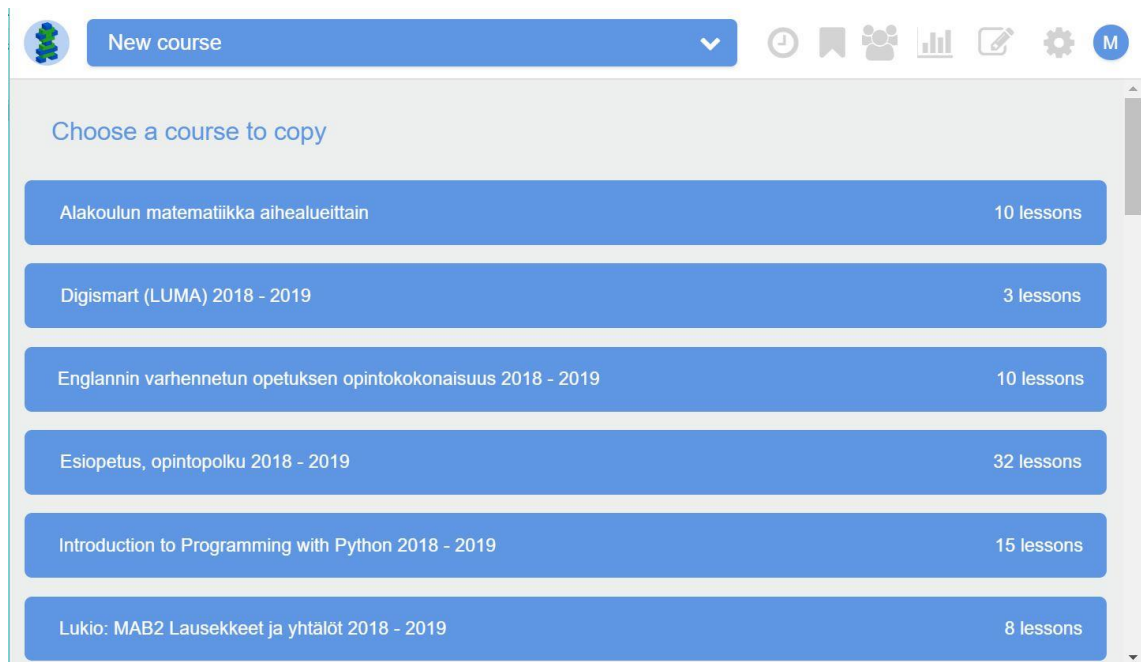 New course
M
Choose a course to copy
Alakoulun matematiikka aihealueittain 10 lessons
Digismart (LUMA) 2018 - 2019 3 lessons
Englannin varhennetun opetuksen opintokokonaisuus 2018 - 2019 10 lessons
Esiopetus, opintopolku 2018 - 2019 32 lessons
Introduction to Programming with Python 2018 - 2019 15 lessons
Lukio: MAB2 Lausekkeet ja yhtälöt 2018 - 2019 8 lessons